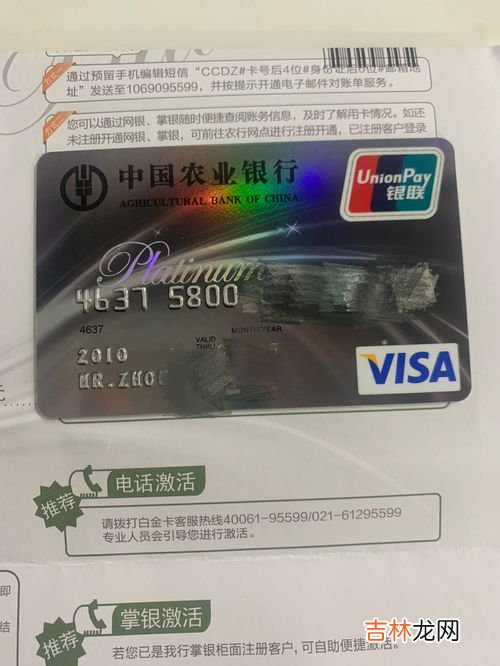 通过预留手机编辑短信“CCDZ#卡号后4位#身份证后6位#邮箱地
址”发送至1069095599,并按提示开通电子邮件对账单服务。
您可以通过网银、掌银随时便捷查阅账务信息,及时了解用卡情况。如还
未注册开通网银、掌银,可前往农行网点进行注册开通,已注册客户登录
中国农业银行
AGRICULTURAL BANK OF CHINA
UnionPay
银联
Platinum
4637 5800
4637
MONTH/YEAR
VALID
THRU
2010
MR.ZHOU
VISA
推荐
电话激活
请拨打白金卡客服热线40061-95599/021-61295599
专业人员会引导您进行激活。
即
结
推荐
掌银激活
若您已是我行掌银柜面注册客户,可自助便捷激活。
吉林龙网